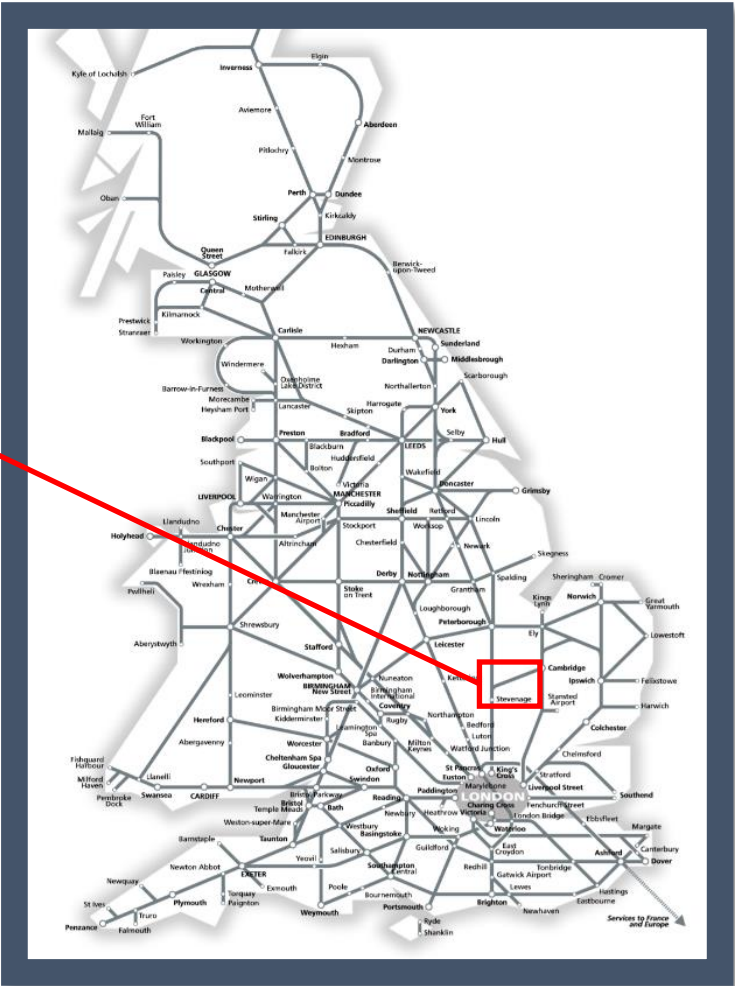 Elgin
Inverness
Kyle of Lochalsh
Aviemore
Fort
William
Mallaig
Aberdeen
Pitlochry
Montrose
Oban
Perth
Dundee
Stirling
Kirkcaldy
EDINBURGH
Queen
Street
Falkirk
Berwick-
upon-Tweed
Paisley
GLASGOW
Central
Motherwell
Prestwick
Kilmarnock
Stranraer
Carlisle
NEWCASTLE
Workington
Hexham
Sunderland
Durham
Darlington
Middlesbrough
Windermere
Oxenholme
Lake District
Scarborough
Barrow-in-Furness
Northallerton
Morecambe
Heysham Port
Lancaster
Harrogate
Skipton
York
Blackpool
Preston
Bradford
Selby
Hull
Blackburn
LEEDS
Southport
Huddersfield
Bolton
Wakefield
Wigan
Victoria
MANCHESTER
Piccadilly
Doncaster
Grimsby
LIVERPOOL
Warrington
Manchester
Airport
Stockport
Sheffield
Retford
Worksop
Lincoln
Llandudno
Holyhead
Chester
Llandudno
Junction
Altrincham
Chesterfield
Newark
Skegness
Blaenau Ffestiniog
Pwllheli
Wrexham
Crewe
Stoke
on Trent
Derby
Nottingham
Grantham
Spalding
Sheringham
Cromer
Kings
Lynn
Norwich
Great
Yarmouth
Loughborough
Peterborough
Ely
Lowestoft
Aberystwyth
Shrewsbury
Stafford
Leicester
Wolverhampton
BIRMINGHAM
New Street
Nuneaton
Birmingham
International
Cambridge
Ipswich
Felixstowe
Leominster
Birmingham Moor Street
Kidderminster
Coventry
Rugby
Stevenage
Stansted
Airport
Harwich
Hereford
Northampton
Bedford
Colchester
Leamington
Spa
Worcester
Banbury
Milton
Keynes
Luton
Abergavenny
Cheltenham Spa
Gloucester
Watford Junction
Chelmsford
Fishguard
Harbour
Milford
Haven
Llanelli
Oxford
St Pancras
Euston
King's
Cross
Stratford
Pembroke
Dock
Swansea
CARDIFF
Newport
Swindon
Marylebone
Liverpool Street
Southend
Bristol Parkway
Bristol
Temple Meads
Bath
Reading
Paddington
LONDON
Charing Cross
Fenchurch Street
Heathrow
Victoria
London Bridge
Ebbsfleet
Weston-super-Mare
Newbury
Waterloo
Margate
Barnstaple
Taunton
Westbury
Basingstoke
Woking
Guildford
East
Croydon
Canterbury
Ashford
Dover
Newton Abbot
EXETER
Yeovil
Salisbury
Southampton
Central
Redhill
Gatwick Airport
Tonbridge
Newquay
Exmouth
Poole
Lewes
Hastings
St Ives
Plymouth
Torquay
Paignton
Bournemouth
Eastbourne
Truro
Weymouth
Portsmouth
Brighton
Newhaven
Penzance
Falmouth
Ryde
Shanklin
Services to France
and Europe